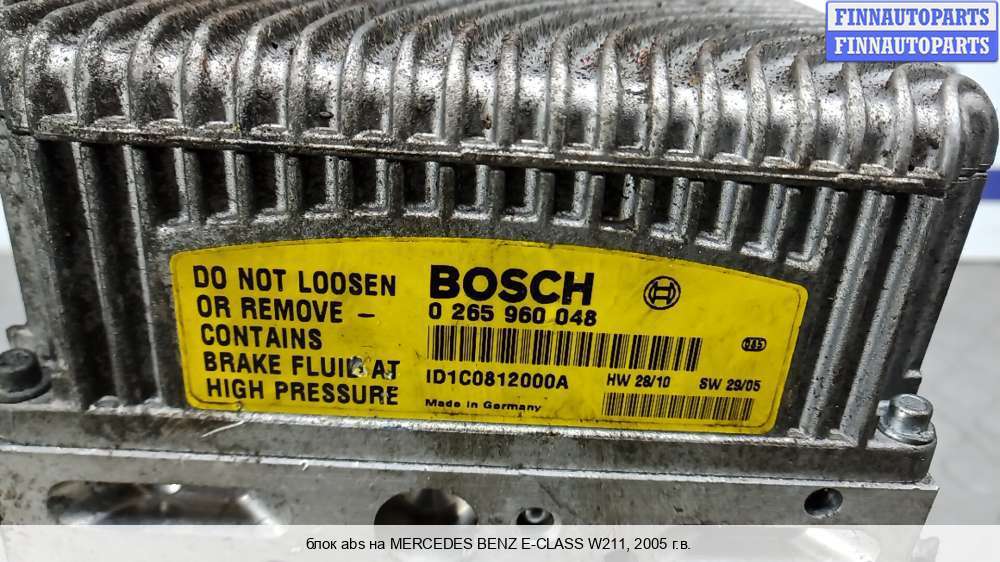 FINNAUTOPARTS
FINNAUTOPARTS
DO NOT LOOSEN
OR REMOVE –
CONTAINS
BRAKE FLUID AT
HIGH PRESSURE
BOSCH
0 265 960 048
ID1C0812000A
HW 28/10 SW 29/05
Made in Germany
блок abs на MERCEDES BENZ E-CLASS W211, 2005 г.в.